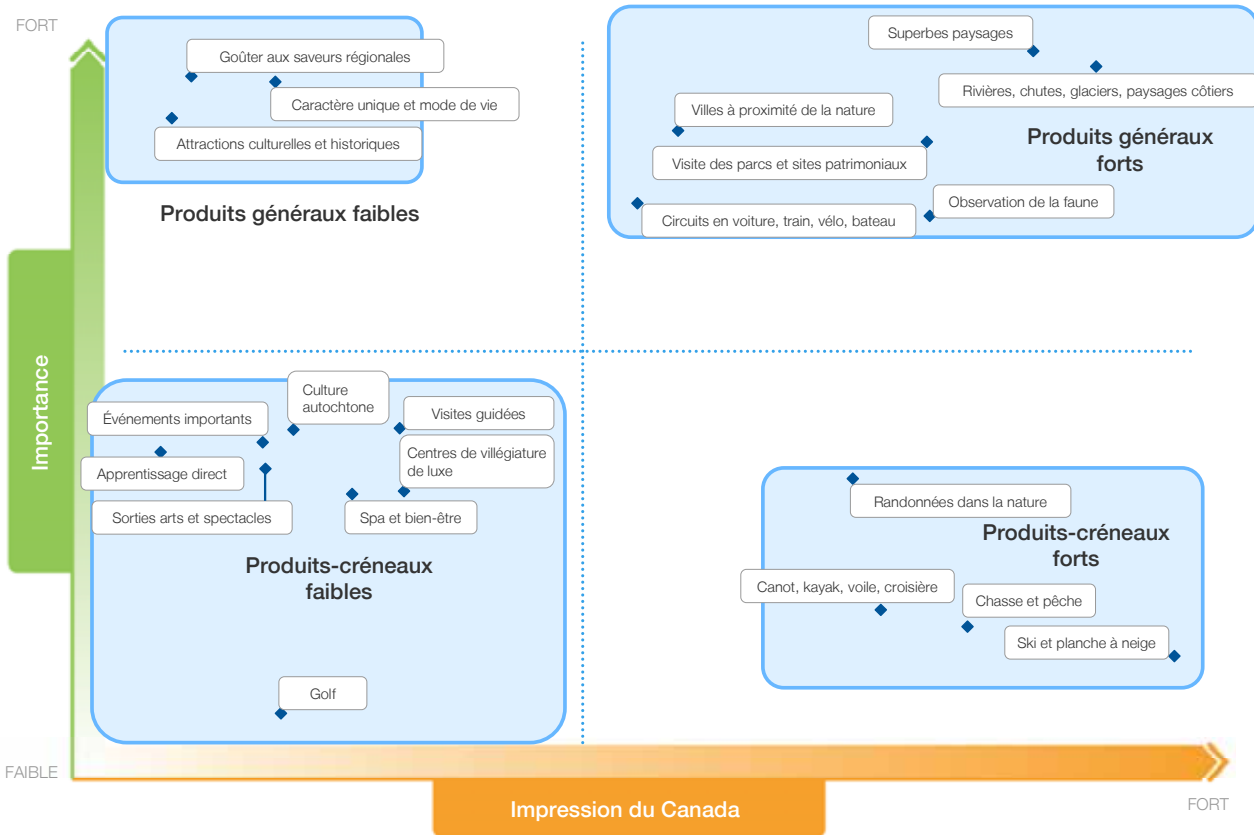 FORT
Goûter aux saveurs régionales
Caractère unique et mode de vie
Attractions culturelles et historiques
Produits généraux faibles
Superbes paysages
Rivières, chutes, glaciers, paysages côtiers
Villes à proximité de la nature
Produits généraux
forts
Visite des parcs et sites patrimoniaux
Observation de la faune
Circuits en voiture, train, vélo, bateau
Importance
Culture
autochtone
Événements importants
Visites guidées
Centres de villégiature
de luxe
Apprentissage direct
Sorties arts et spectacles
Spa et bien-être
Produits-créneaux
faibles
Golf
Randonnées dans la nature
Produits-créneaux
forts
Canot, kayak, voile, croisière
Chasse et pêche
Ski et planche à neige
FAIBLE
Impression du Canada
FORT